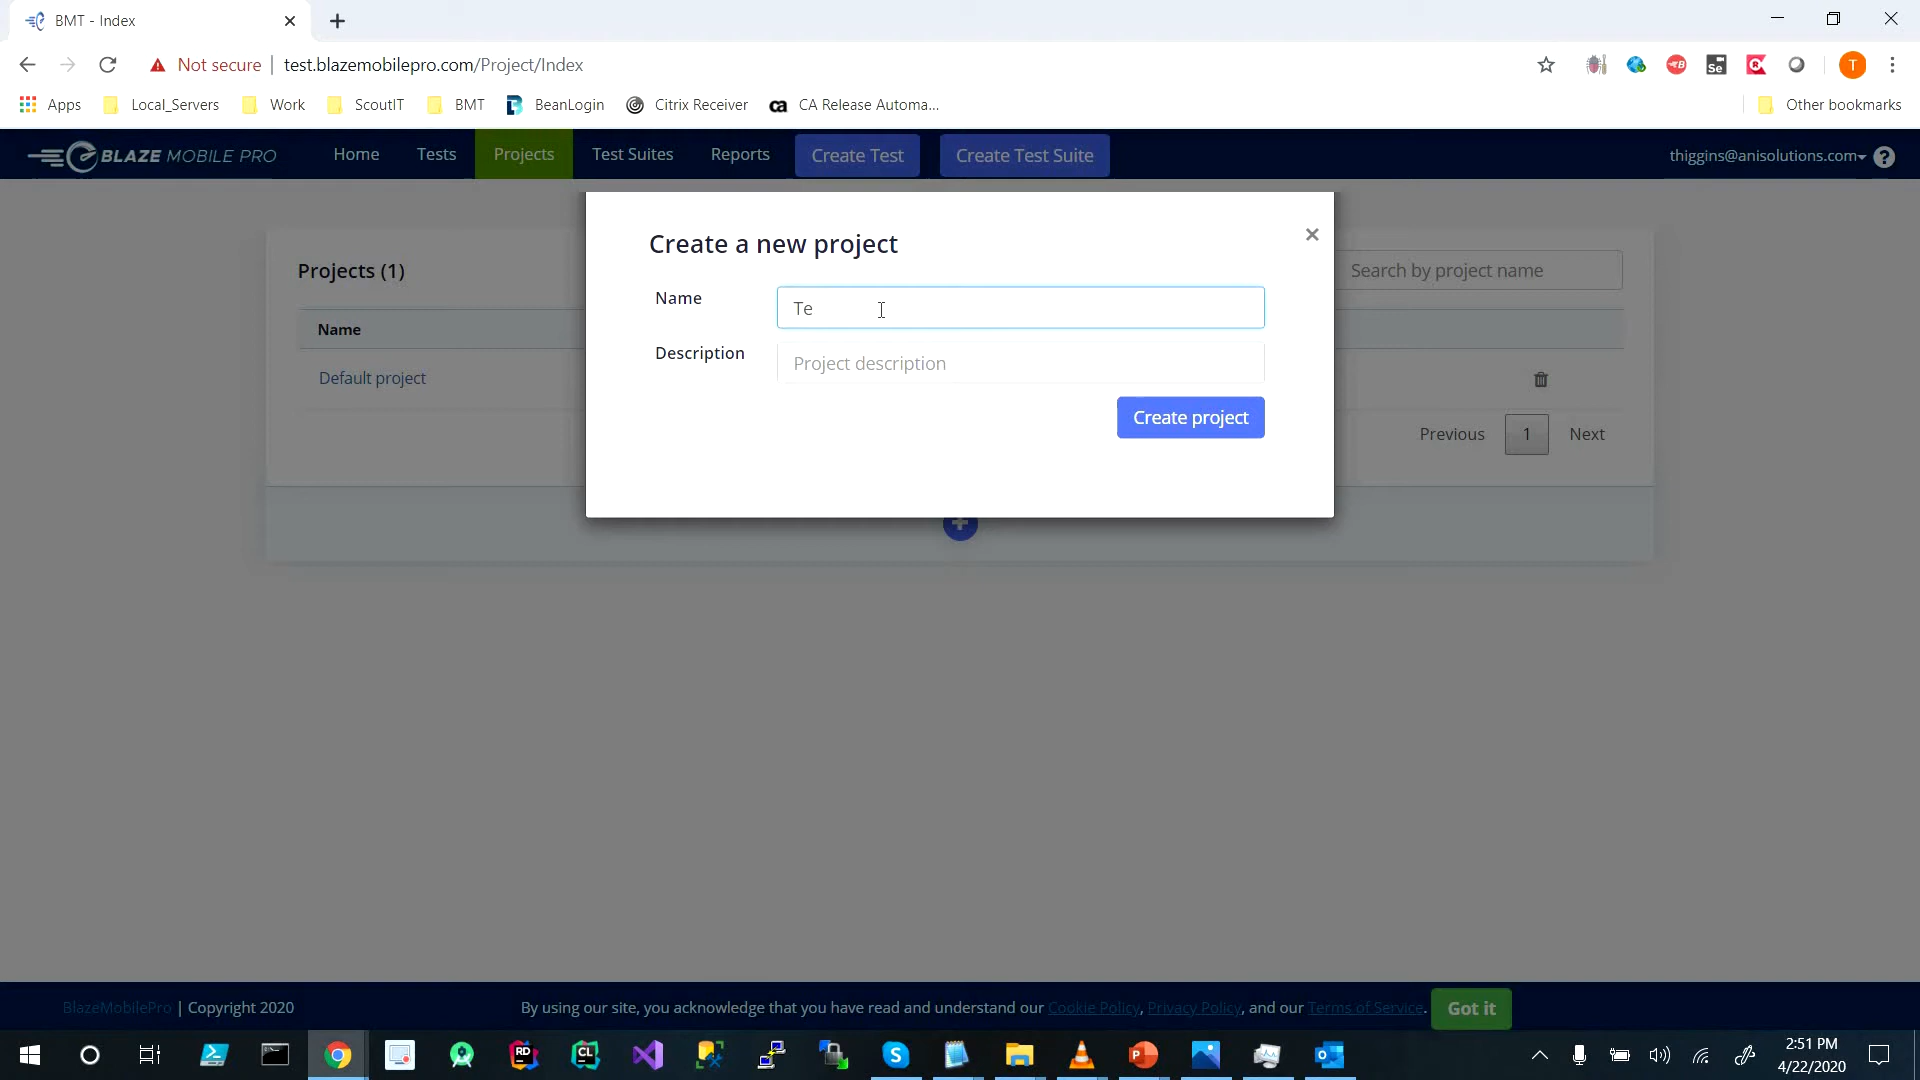 BMT - Index
Not secure | test.blazemobilepro.com/Project/Index
Apps Local_Servers Work ScoutIT BMT BeanLogin Citrix Receiver CA Release Automa... Other bookmarks
BLAZE MOBILE PRO Home Tests Projects Test Suites Reports Create Test Create Test Suite thiggins@anisolutions.com
Create a new project
Projects (1) Search by project name
Name Te
Name
Description Project description
Default project
Create project
Previous 1 Next
BlazeMobilePro | Copyright 2020 By using our site, you acknowledge that you have read and understand our Cookie Policy, Privacy Policy, and our Terms of Service. Got it
2:51 PM
4/22/2020